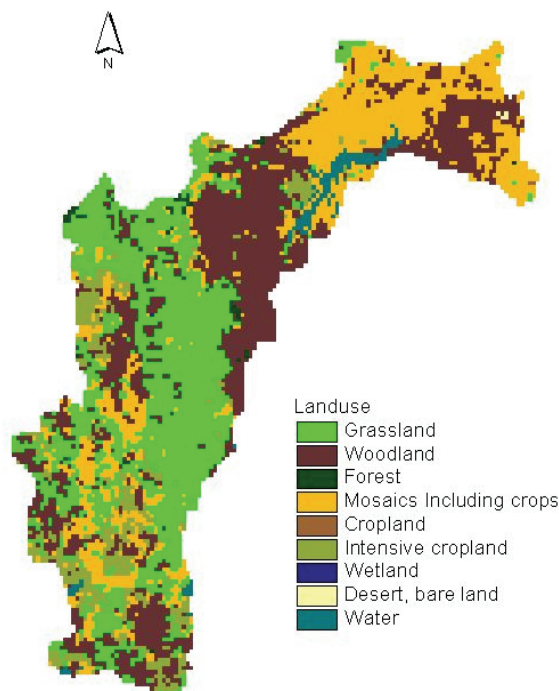 N
Landuse
Grassland
Woodland
Forest
Mosaics Including crops
Cropland
Intensive cropland
Wetland
Desert, bare land
Water